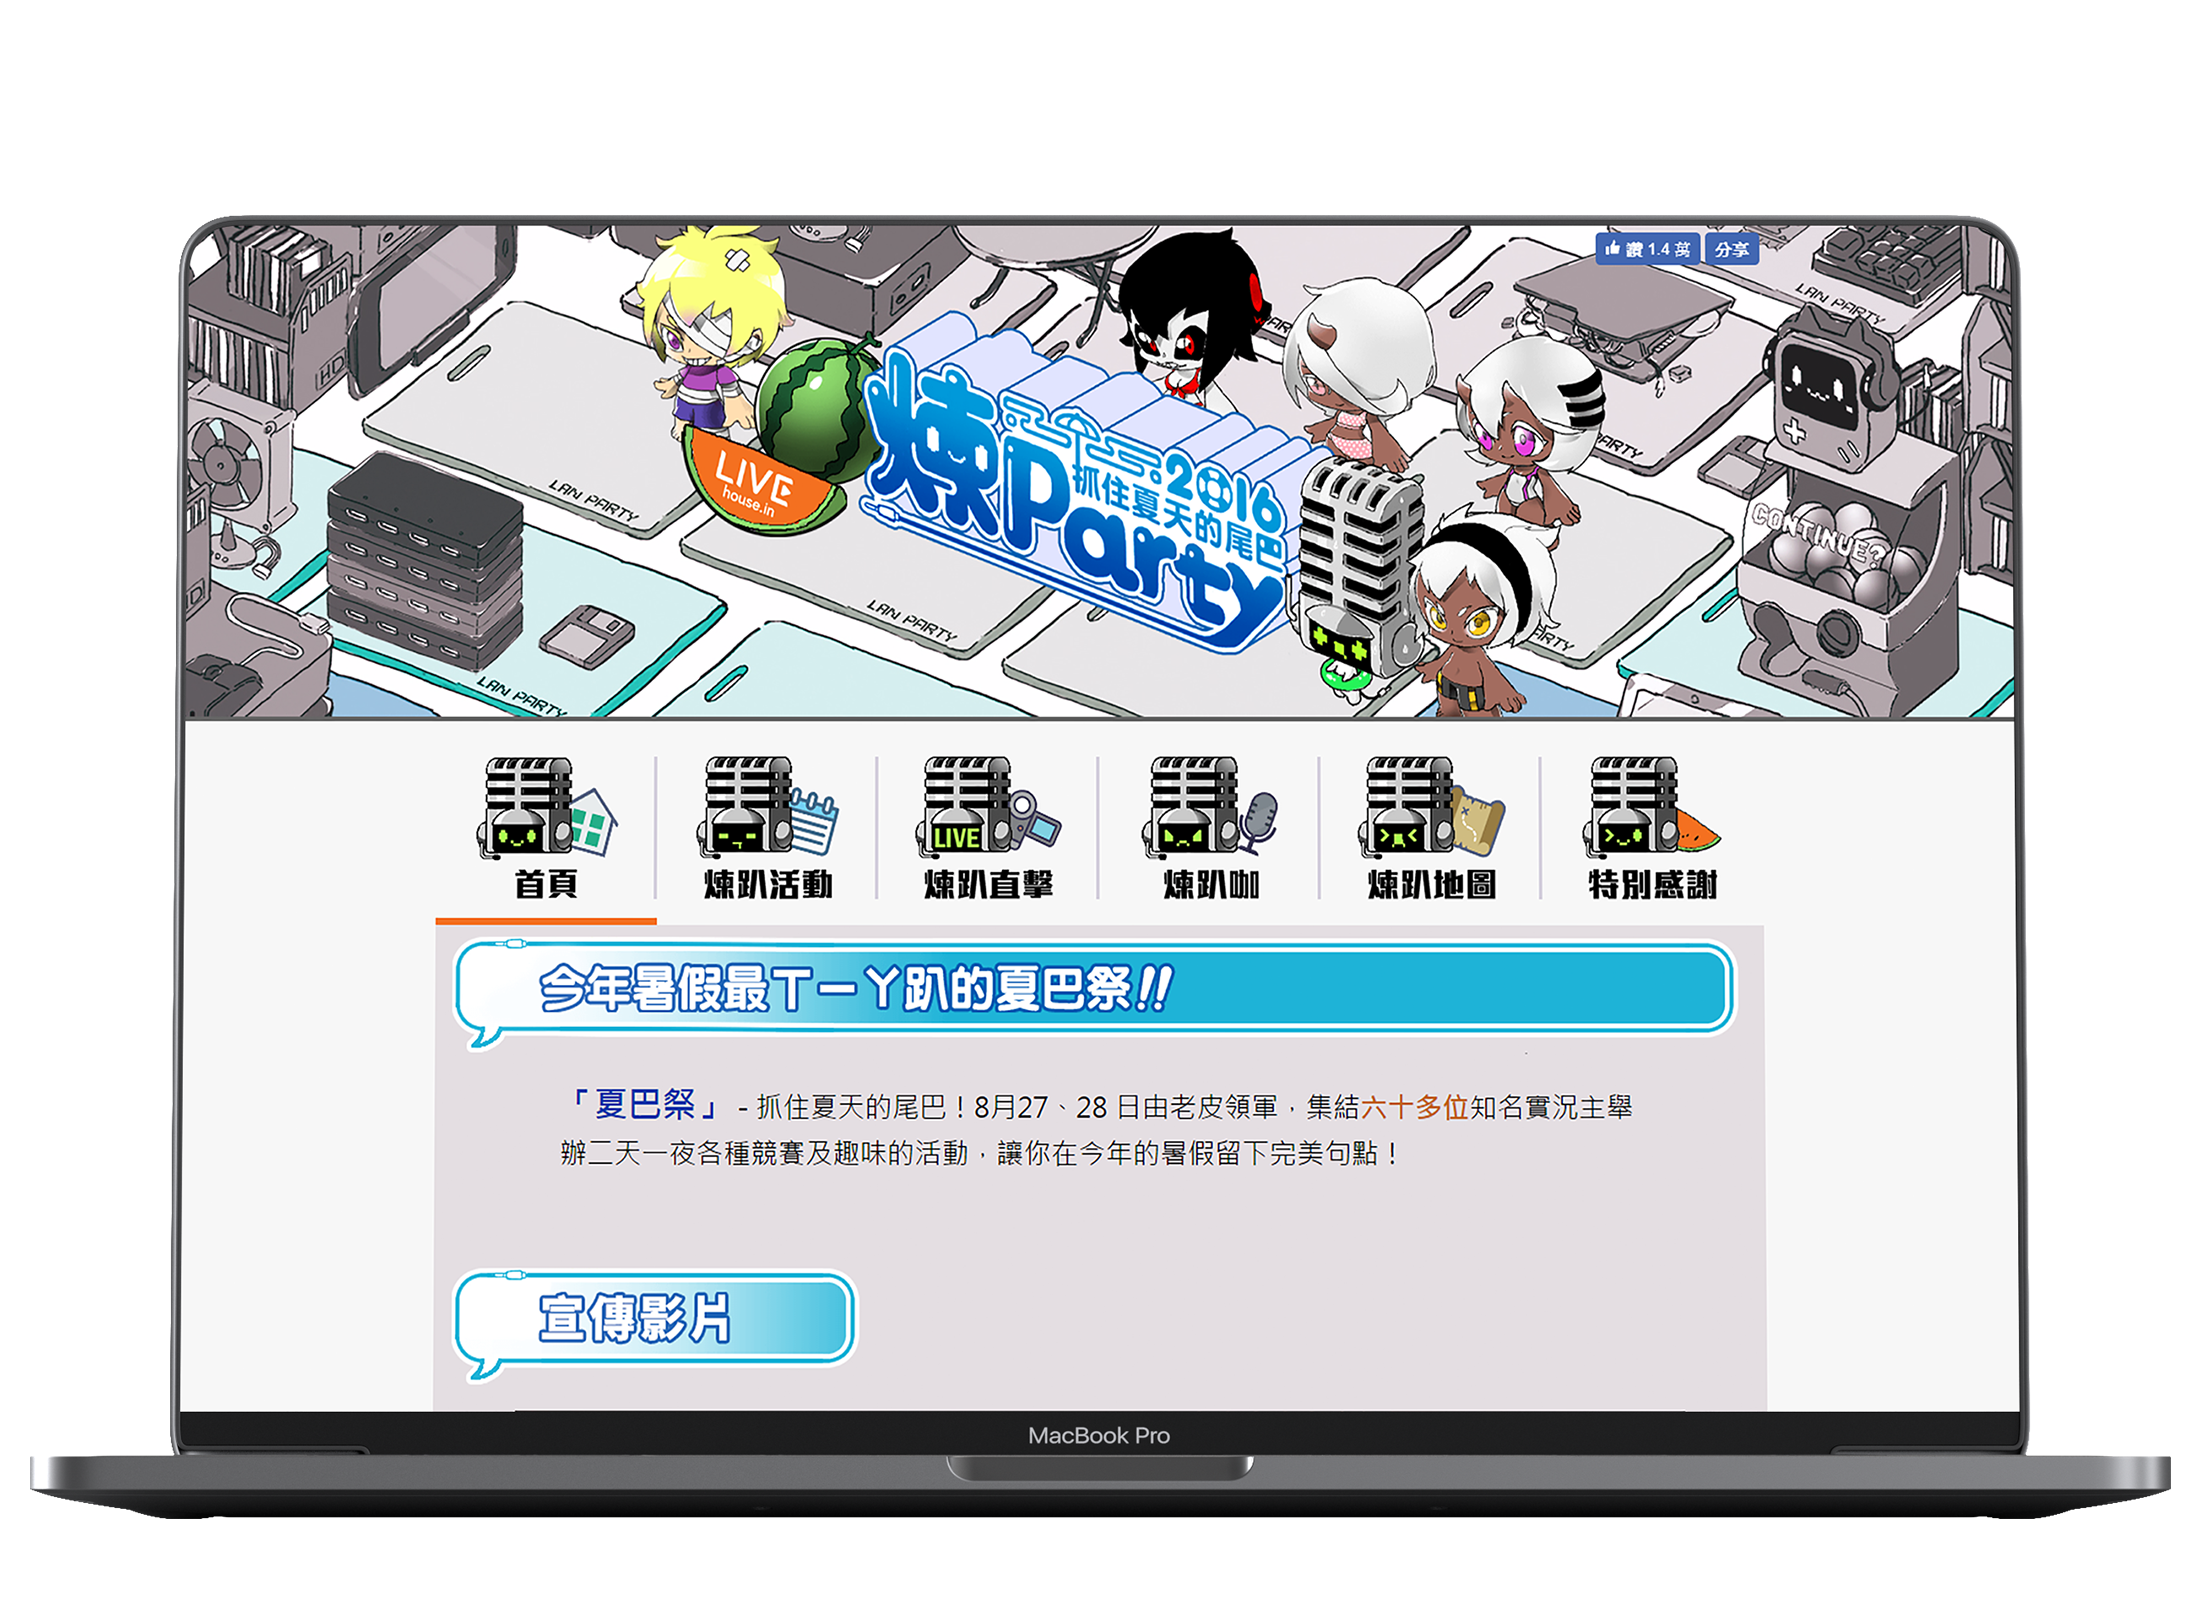 讚 1.4 萬 分享
LAN PARTY
HD
LIVE
house.in
2016
抓住夏天的尾巴
煉Party
CONTINUE?
LAN PARTY
LAN PARTY
LAN PARTY
PARTY
ARTY
LIVE
首頁
煉趴活動
煉趴直擊
煉趴咖
煉趴地圖
特別感謝
今年暑假最ㄒㄧㄚ趴的夏巴祭!!
「夏巴祭」 - 抓住夏天的尾巴！8月27、28 日由老皮領軍，集結六十多位知名實況主舉
辦二天一夜各種競賽及趣味的活動，讓你在今年的暑假留下完美句點！
宣傳影片
MacBook Pro